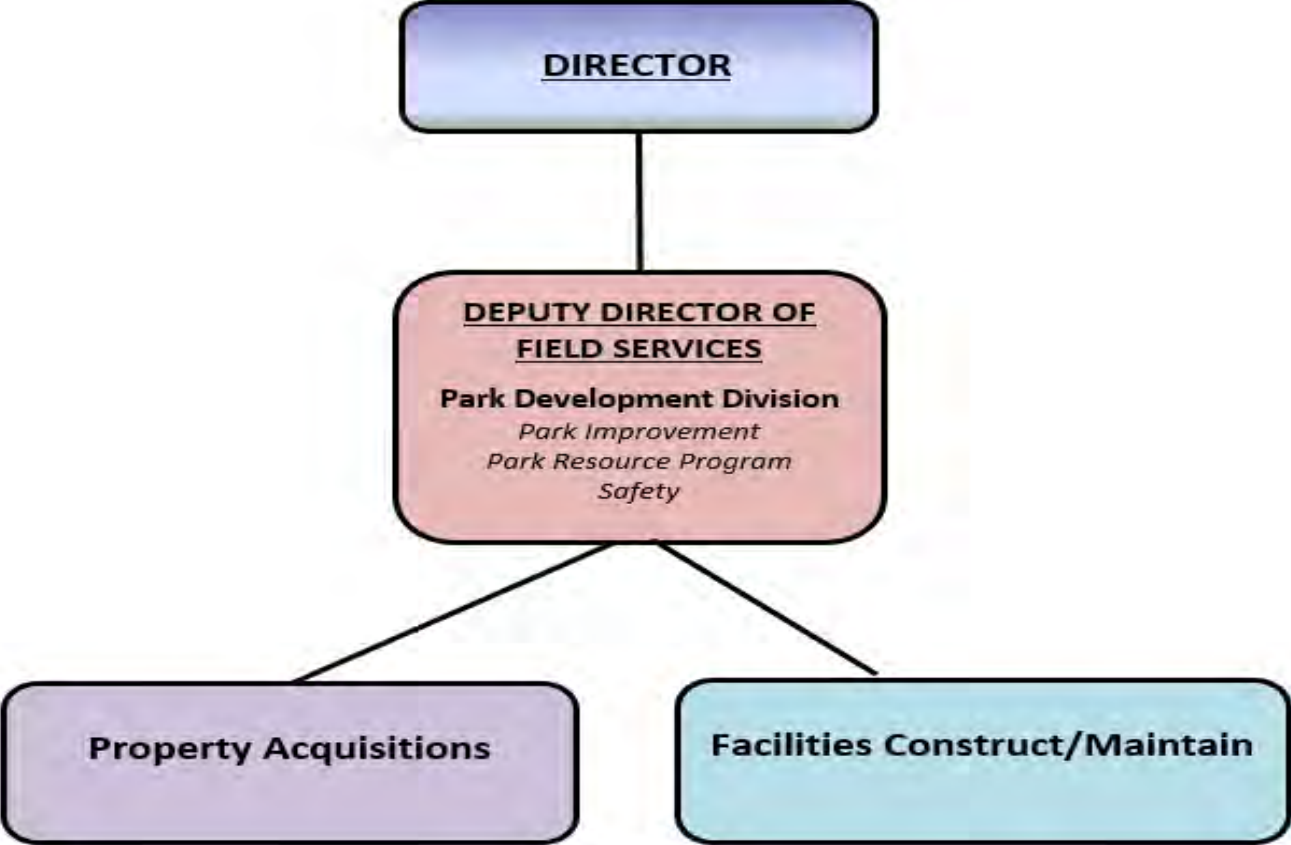 DIRECTOR
DEPUTY DIRECTOR OF
FIELD SERVICES
Park Development Division
Park Improvement
Park Resource Program
Safety
Property Acquisitions
Facilities Construct/Maintain